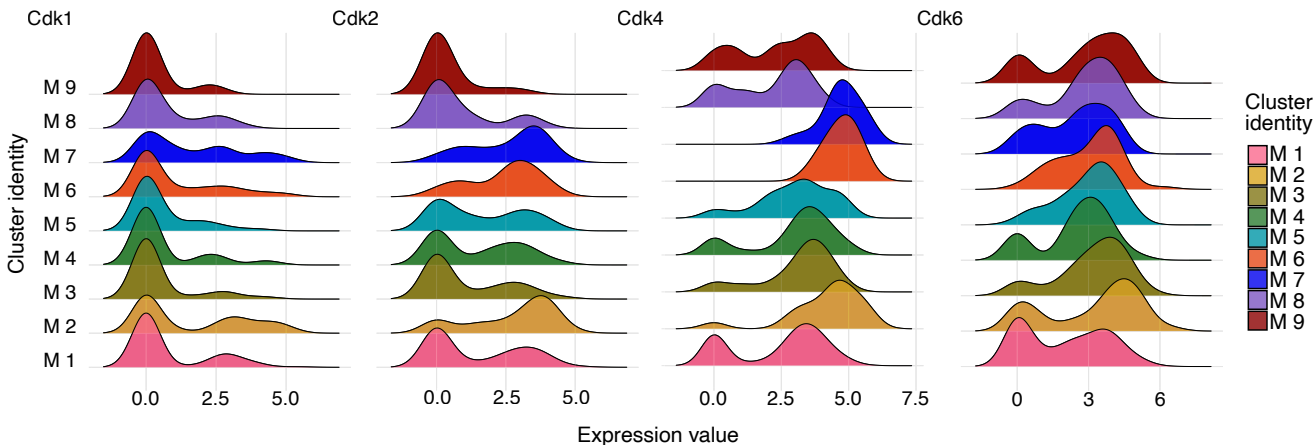 Cdk1
Cdk2
Cdk4
Cdk6
Cluster identity
M 9
M 8
M 7
M 6
M 5
M 4
M 3
M 2
M 1
0.0 2.5 5.0
0.0 2.5 5.0
0.0 2.5 5.0 7.5
0 3 6
Expression value
Cluster
identity
M 1
M 2
M 3
M 4
M 5
M 6
M 7
M 8
M 9